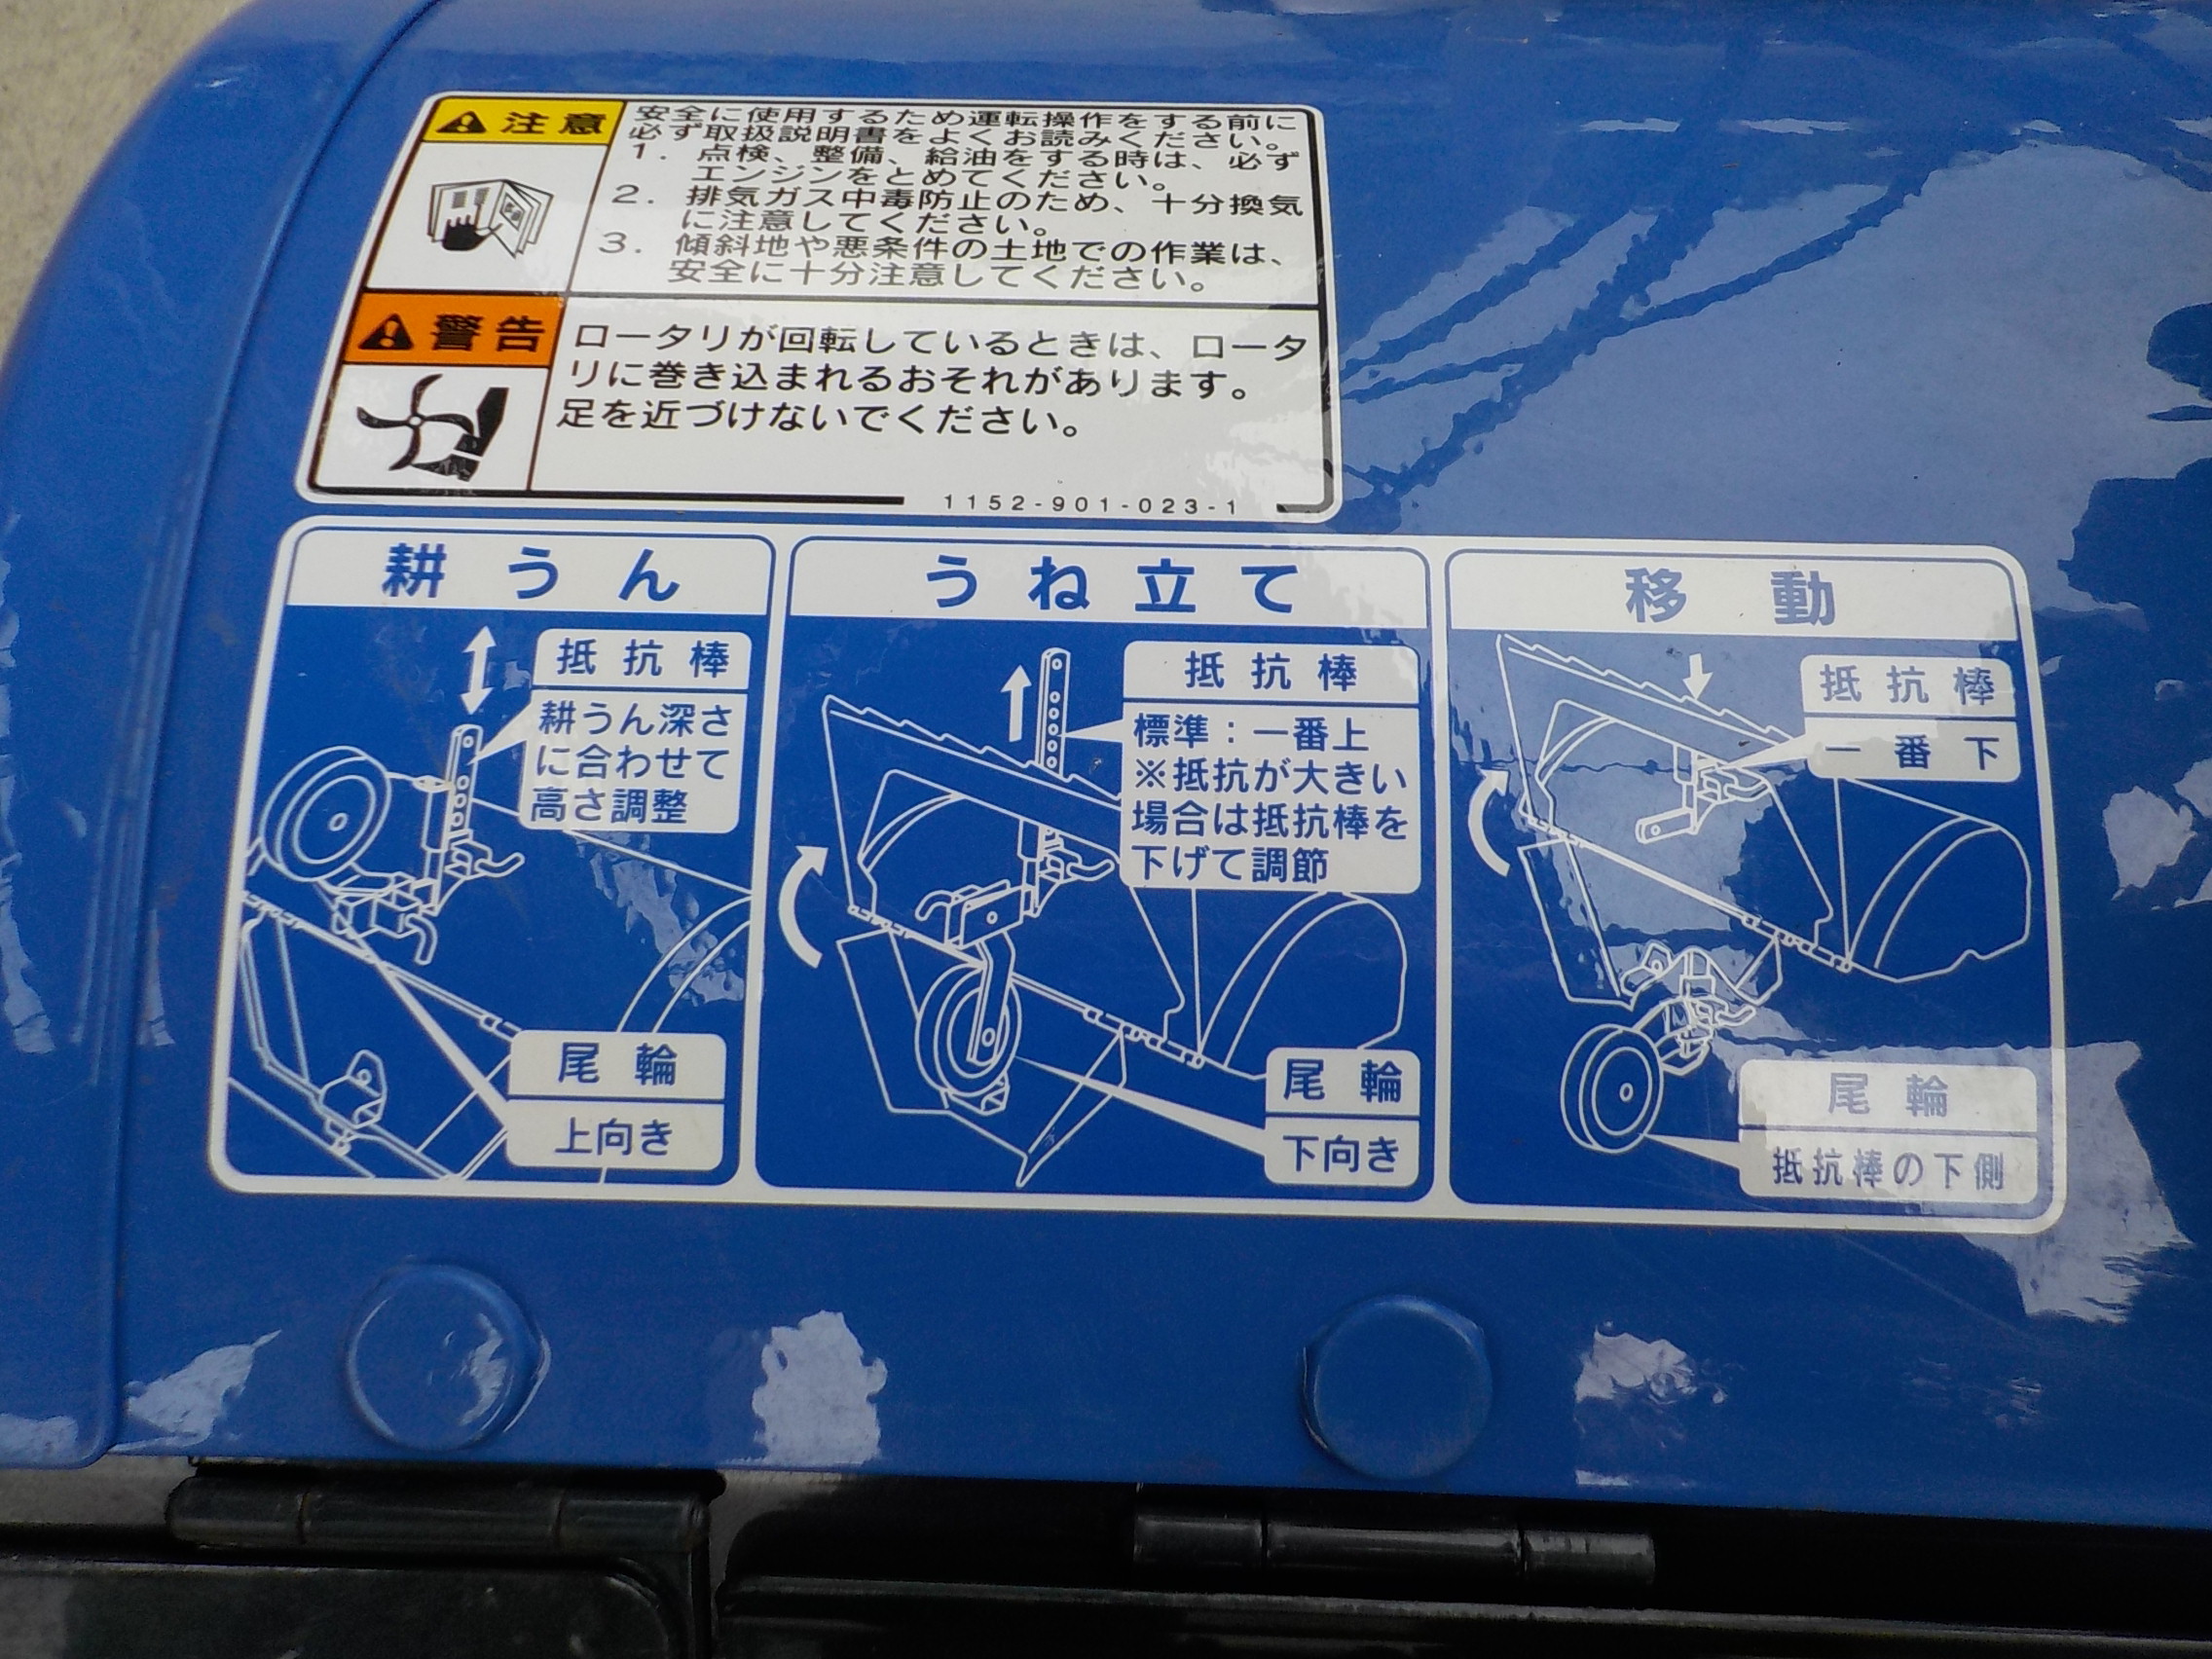 注意
安全に使用するため運転操作をする前に
必ず取扱説明書をよくお読みください。
1. 点検、整備、給油をする時は、必ず
エンジンをとめてください。
2. 排気ガス中毒防止のため、十分換気
に注意してください。
3. 傾斜地や悪条件の土地での作業は、
安全に十分注意してください。
警告
ロータリが回転しているときは、ロータ
リに巻き込まれるおそれがあります。
足を近づけないでください。
1152-901-023-1
耕うん
抵抗棒
耕うん深さ
に合わせて
高さ調整
尾輪
上向き
うね立て
抵抗棒
標準：一番上
※抵抗が大きい
場合は抵抗棒を
下げて調節
尾輪
下向き
移動
抵抗棒
一番下
尾輪
抵抗棒の下側